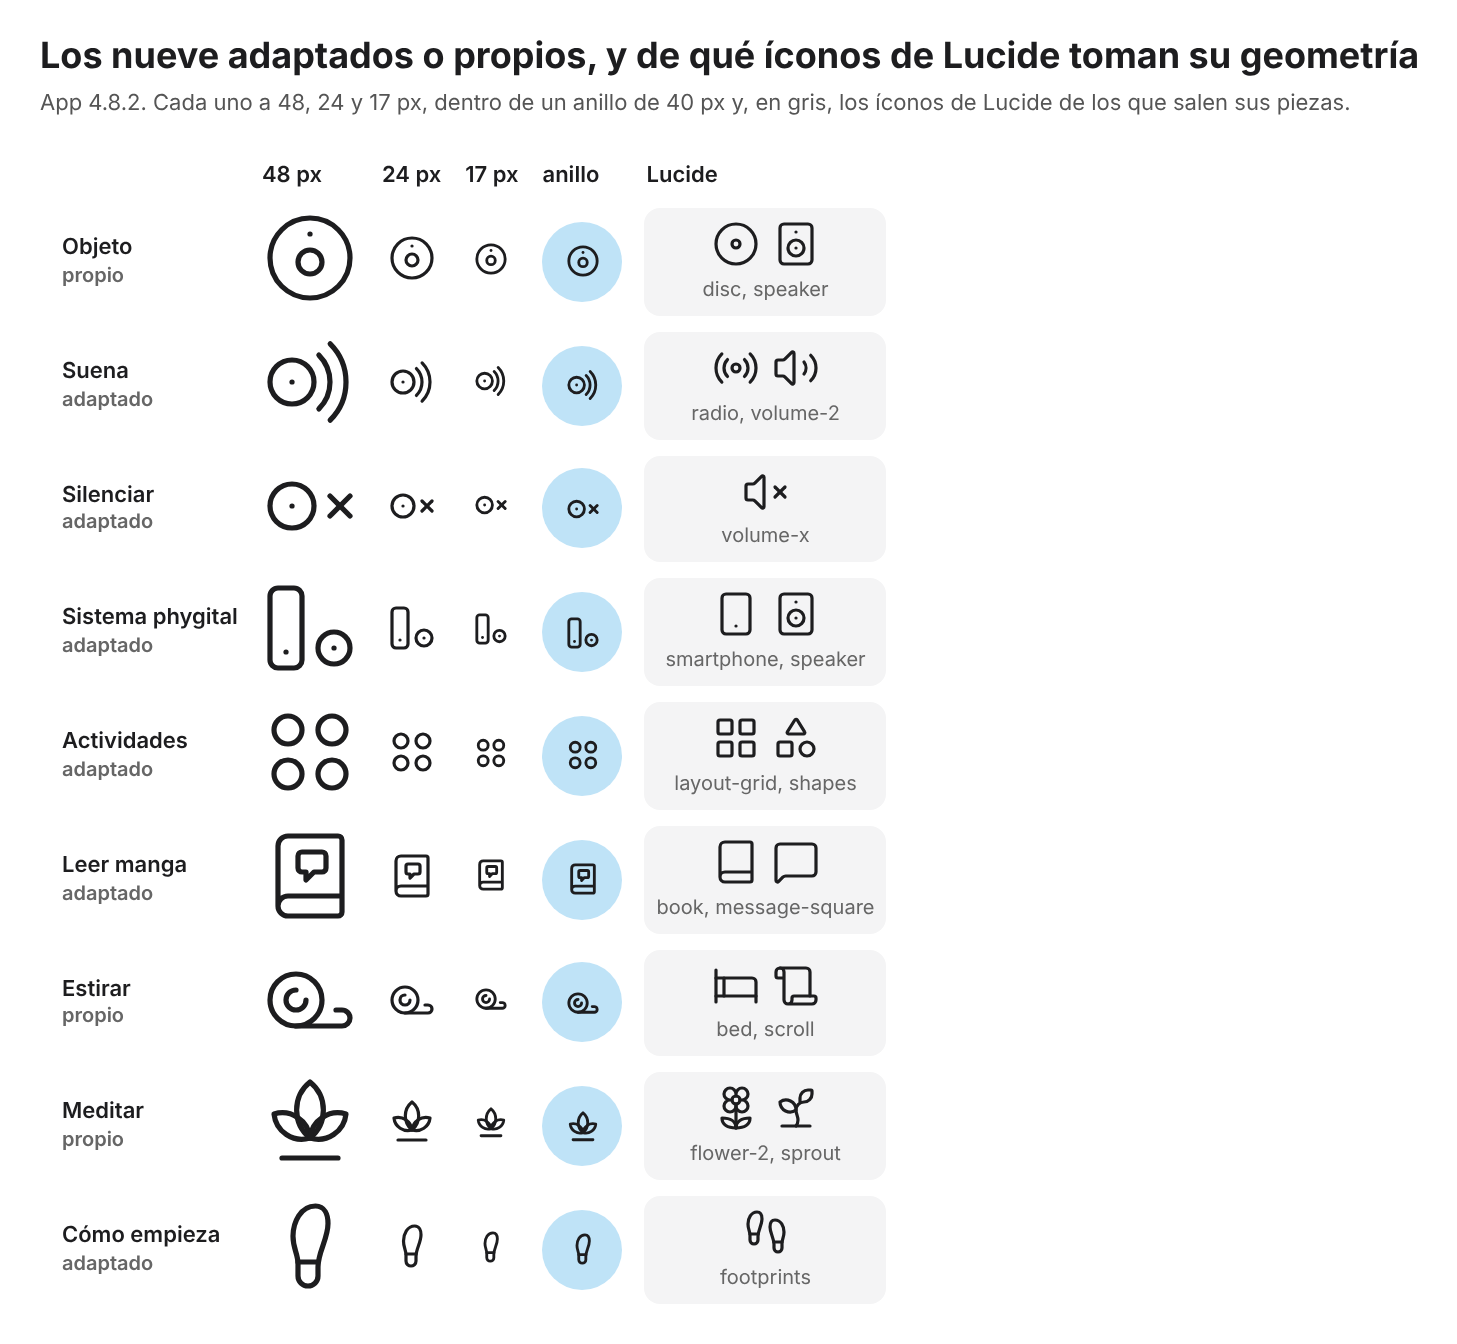 Los nueve adaptados o propios, y de qué íconos de Lucide toman su geometría
App 4.8.2. Cada uno a 48, 24 y 17 px, dentro de un anillo de 40 px y, en gris, los íconos de Lucide de los que salen sus piezas.
48 px 24 px 17 px anillo Lucide
Objeto
propio
disc, speaker
Suena
adaptado
radio, volume-2
Silenciar
adaptado
volume-x
Sistema phygital
adaptado
smartphone, speaker
Actividades
adaptado
layout-grid, shapes
Leer manga
adaptado
book, message-square
Estirar
propio
bed, scroll
Meditar
propio
flower-2, sprout
Cómo empieza
adaptado
footprints